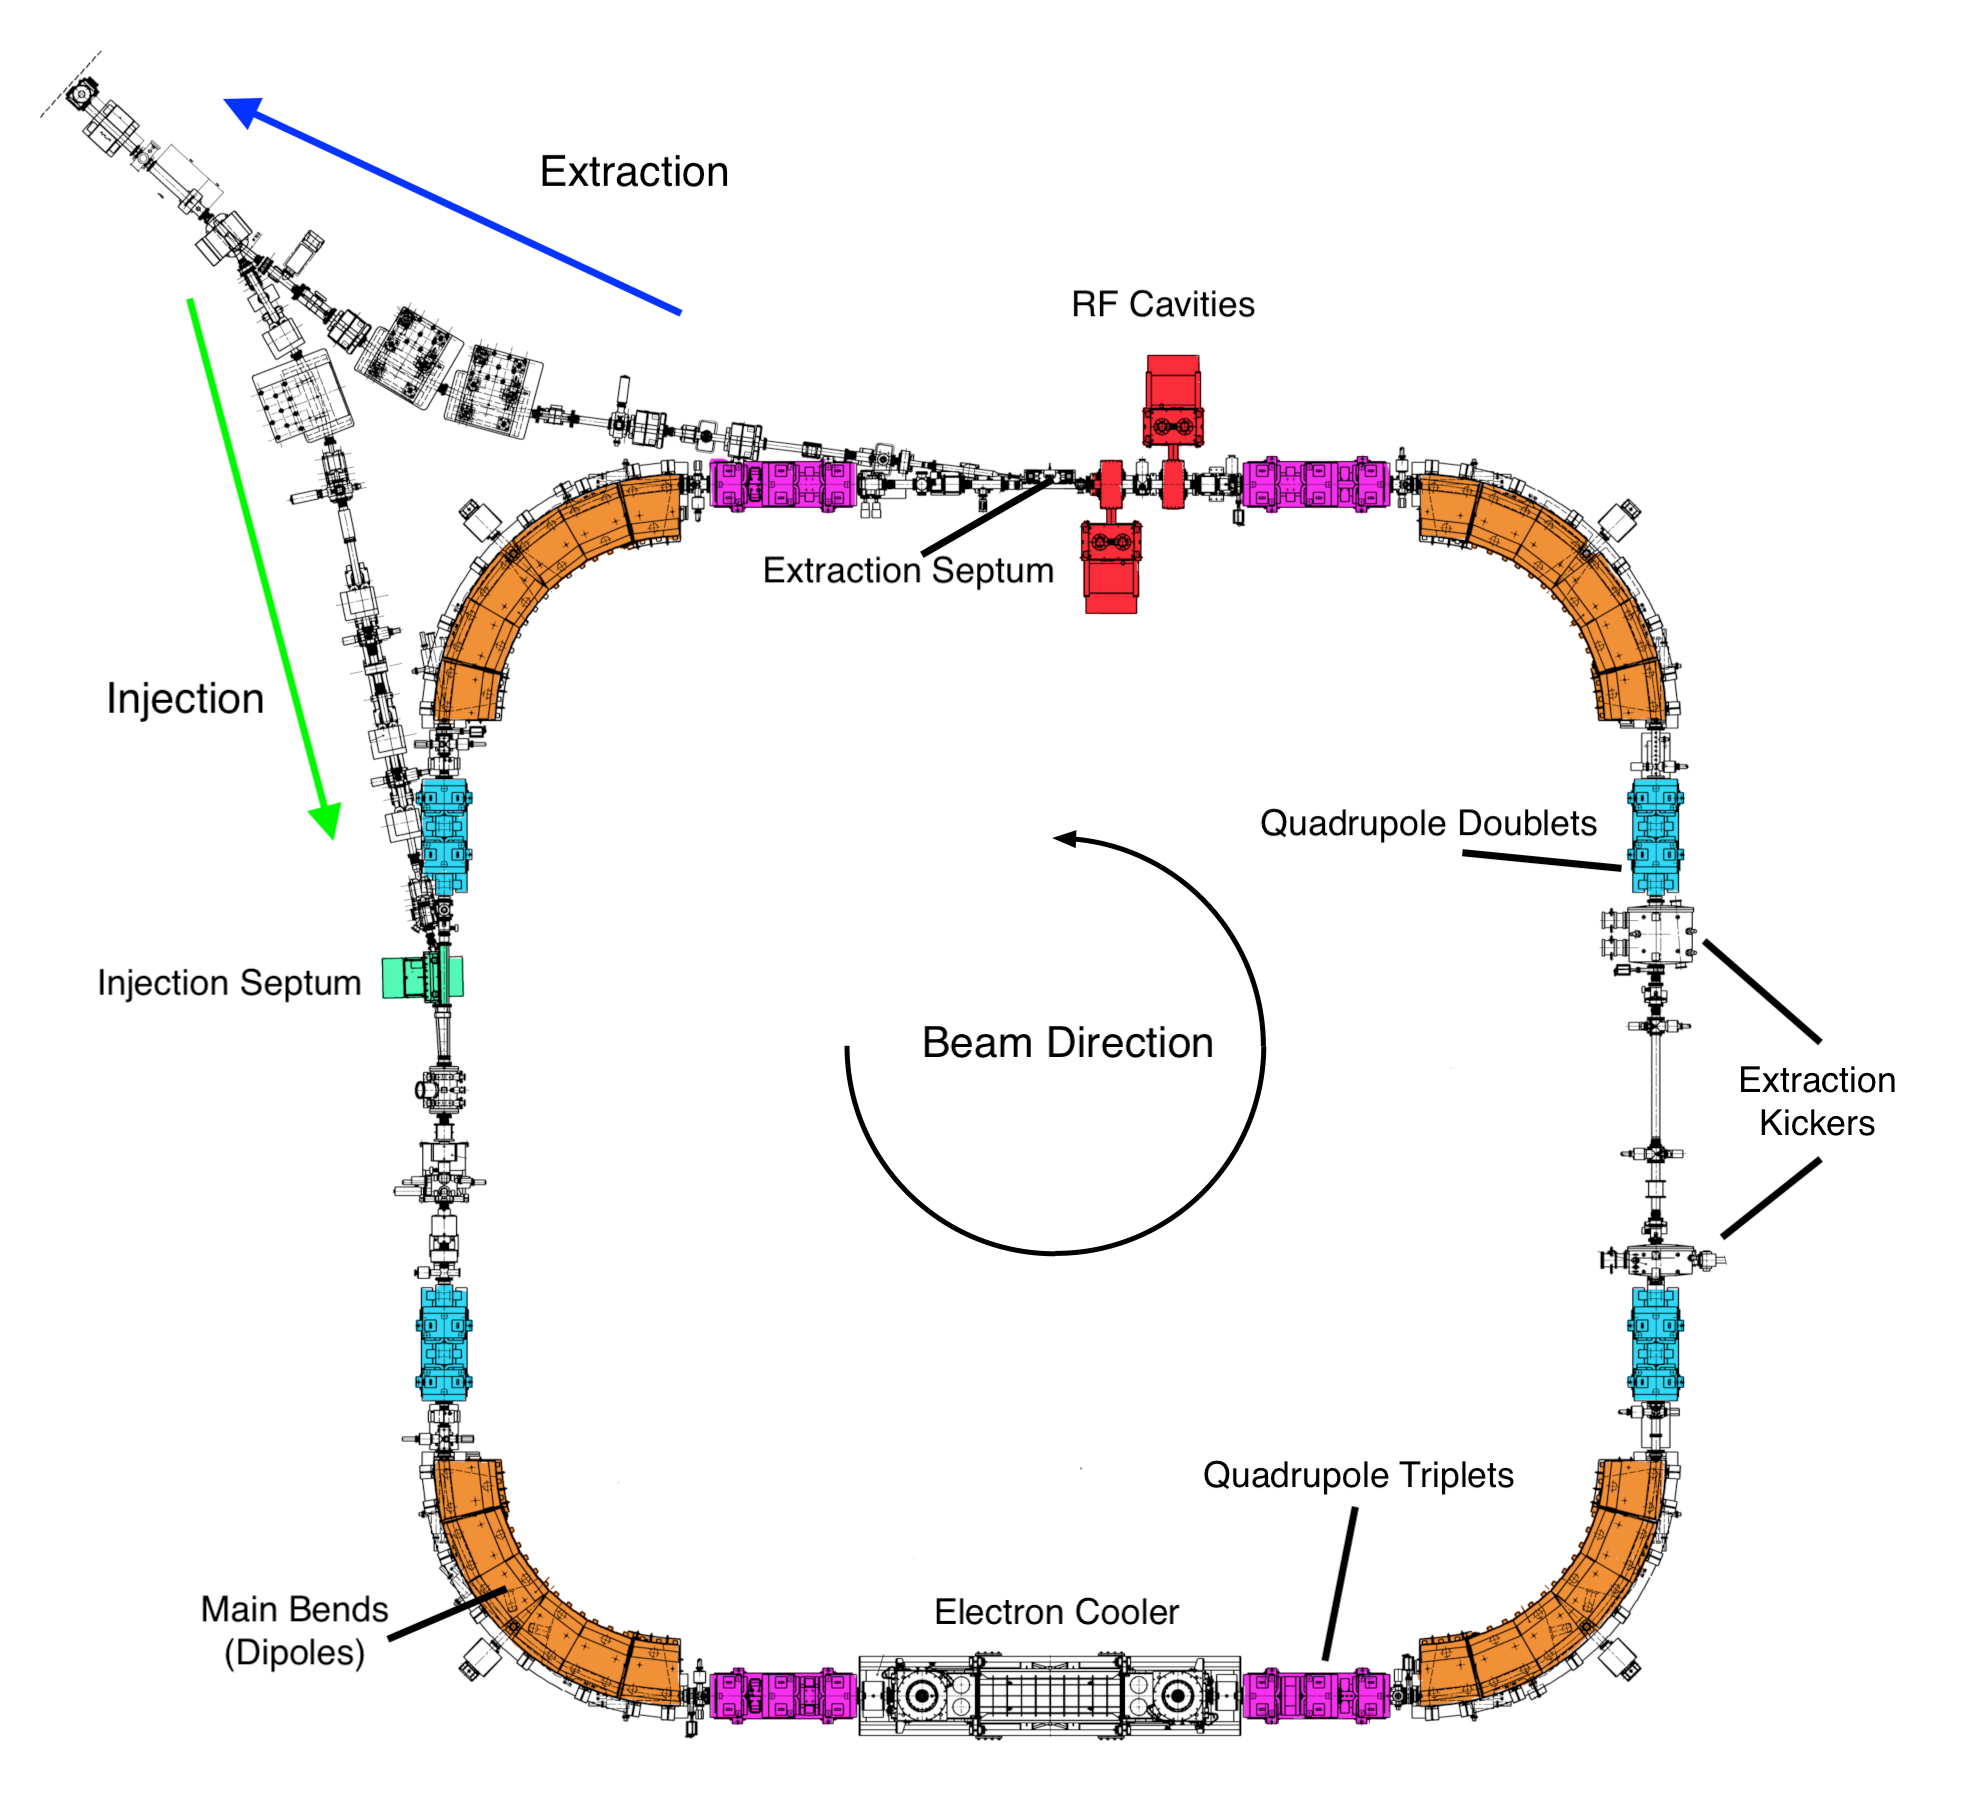 Extraction
RF Cavities
Extraction Septum
Injection
Quadrupole Doublets
Injection Septum
Beam Direction
Extraction
Kickers
Quadrupole Triplets
Main Bends
(Dipoles)
Electron Cooler